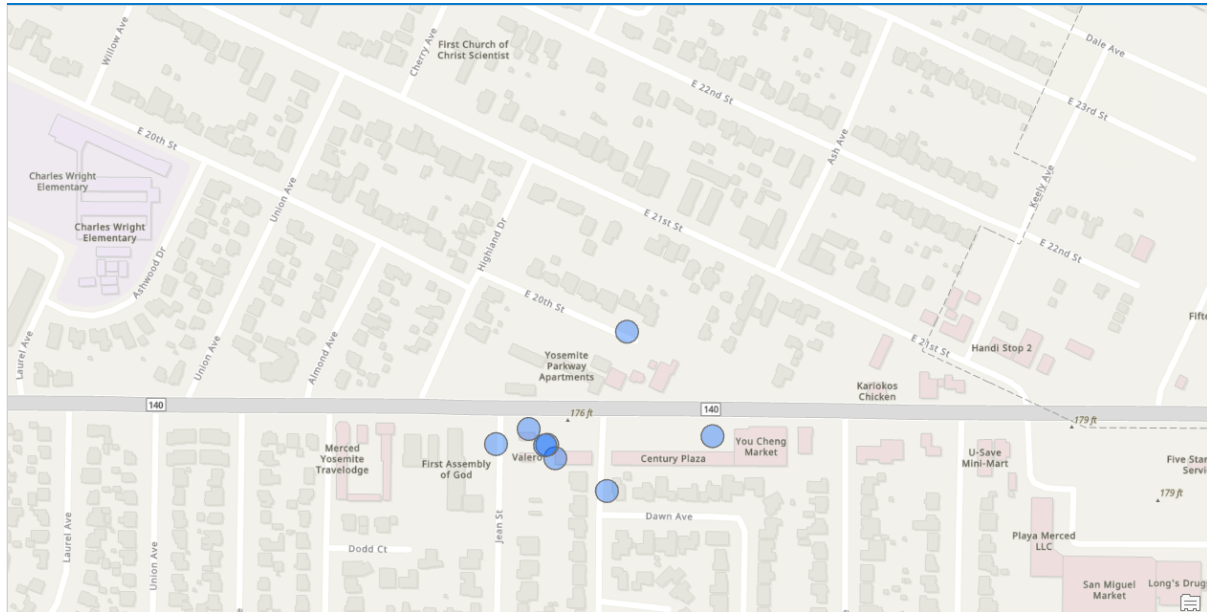 Willow Ave
Cherry Ave
First Church of
Christ Scientist
Dale Ave
E 22nd St
E 23rd St
E 20th St
Ash Ave
Keely Ave
Charles Wright
Elementary
Union Ave
Charles Wright
Elementary
E 21st St
Highland Dr
E 22nd St
Ashwood Dr
E 20th St
Laurel Ave
Union Ave
Almond Ave
Yosemite
Parkway
Apartments
E 21st St
Handi Stop 2
Kariokos
Chicken
140
140
176 ft
179 ft
Merced
Yosemite
Travelodge
First Assembly
of God
Valero
Century Plaza
You Cheng
Market
U-Save
Mini-Mart
Five Star
179 ft
Laurel Ave
Union Ave
Jean St
Dawn Ave
Dodd Ct
Playa Merced
LLC
San Miguel
Market
Long's Drugs